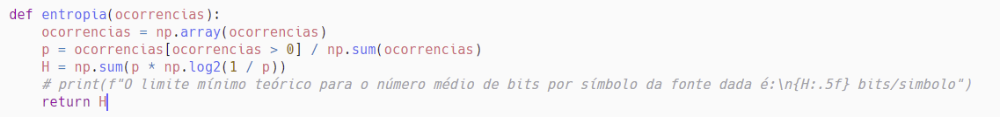 def entropia(ocorrencias):
    ocorrencias = np.array(ocorrencias)
    p = ocorrencias[ocorrencias > 0] / np.sum(ocorrencias)
    H = np.sum(p * np.log2(1 / p))
    # print(f"O limite mínimo teórico para o número médio de bits por símbolo da fonte dada é:\n{H:.5f} bits/simbolo")
    return H